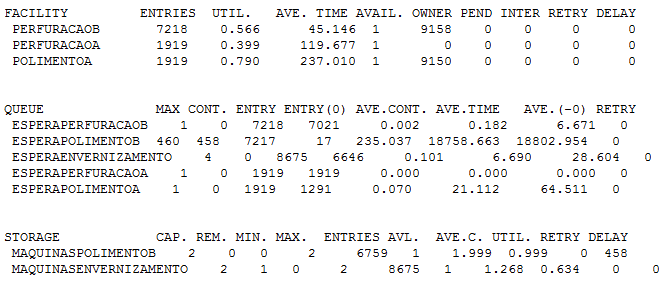 FACILITY ENTRIES UTIL. AVE. TIME AVAIL. OWNER PEND INTER RETRY DELAY
PERFURACAOB 7218 0.566 45.146 1 9158 0 0 0 0
PERFURACAOA 1919 0.399 119.677 1 0 0 0 0 0
POLIMENTOA 1919 0.790 237.010 1 9150 0 0 0 0
QUEUE MAX CONT. ENTRY ENTRY(0) AVE.CONT. AVE.TIME AVE.(-0) RETRY
ESPERAPERFURACAOB 1 0 7218 7021 0.002 0.182 6.671 0
ESPERAPOLIMENTOB 460 458 7217 17 235.037 18758.663 18802.954 0
ESPERAENVERNIZAMENTO 4 0 8675 6646 0.101 6.690 28.604 0
ESPERAPERFURACAOA 1 0 1919 1919 0.000 0.000 0.000 0
ESPERAPOLIMENTOA 1 0 1919 1291 0.070 21.112 64.511 0
STORAGE CAP. REM. MIN. MAX. ENTRIES AVL. AVE.C. UTIL. RETRY DELAY
MAQUINASPOLIMENTOB 2 0 0 2 6759 1 1.999 0.999 0 458
MAQUINASENVERNIZAMENTO 2 1 0 2 8675 1 1.268 0.634 0 0